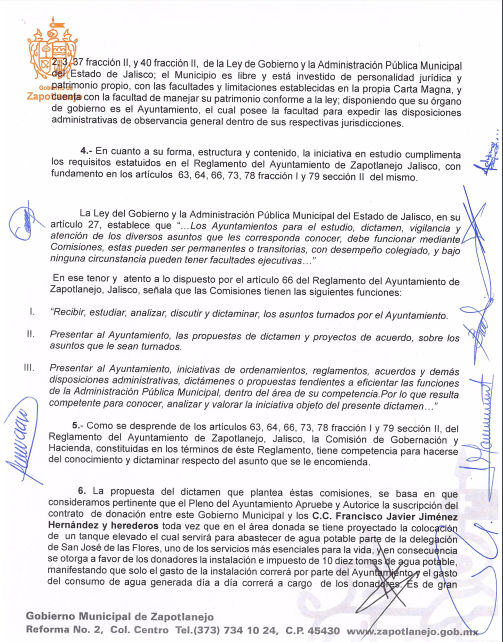 2, 3, 37 fracción II, y 40 fracción II, de la Ley de Gobierno y la Administración Pública Municipal
del Estado de Jalisco; el Municipio es libre y está investido de personalidad jurídica y
patrimonio propio, con las facultades y limitaciones establecidas en la propia Carta Magna, y
cuenta con la facultad de manejar su patrimonio conforme a la ley; disponiendo que su órgano
de gobierno es el Ayuntamiento, el cual posee la facultad para expedir las disposiciones
administrativas de observancia general dentro de sus respectivas jurisdicciones.
Gobierno
Zapotlanejo
4.- En cuanto a su forma, estructura y contenido, la iniciativa en estudio cumplimenta
los requisitos estatuidos en el Reglamento del Ayuntamiento de Zapotlanejo Jalisco, con
fundamento en los artículos 63, 64, 66, 73, 78 fracción I y 79 sección II del mismo.
La Ley del Gobierno y la Administración Pública Municipal del Estado de Jalisco, en su
artículo 27, establece que “…Los Ayuntamientos para el estudio, dictamen, vigilancia y
atención de los diversos asuntos que les corresponda conocer, debe funcionar mediante
Comisiones, estas pueden ser permanentes o transitorias, con desempeño colegiado, y bajo
ninguna circunstancia pueden tener facultades ejecutivas…”
En ese tenor y atento a lo dispuesto por el artículo 66 del Reglamento del Ayuntamiento de
Zapotlanejo, Jalisco, señala que las Comisiones tienen las siguientes funciones:
I. “Recibir, estudiar, analizar, discutir y dictaminar, los asuntos turnados por el Ayuntamiento.
II. Presentar al Ayuntamiento, las propuestas de dictamen y proyectos de acuerdo, sobre los
asuntos que le sean turnados.
III. Presentar al Ayuntamiento, iniciativas de ordenamientos, reglamentos, acuerdos y demás
disposiciones administrativas, dictámenes o propuestas tendientes a eficientar las funciones
de la Administración Pública Municipal, dentro del área de su competencia.Por lo que resulta
competente para conocer, analizar y valorar la iniciativa objeto del presente dictamen…”
5.- Como se desprende de los artículos 63, 64, 66, 73, 78 fracción I y 79 sección II, del
Reglamento del Ayuntamiento de Zapotlanejo, Jalisco, la Comisión de Gobernación y
Hacienda, constituidas en los términos de éste Reglamento, tiene competencia para hacerse
del conocimiento y dictaminar respecto del asunto que se le encomienda.
6. La propuesta del dictamen que plantea éstas comisiones, se basa en que
consideramos pertinente que el Pleno del Ayuntamiento Apruebe y Autorice la suscripción del
contrato de donación entre este Gobierno Municipal y los C.C. Francisco Javier Jiménez
Hernández y herederos toda vez que en el área donada se tiene proyectado la colocación
de un tanque elevado el cual servirá para abastecer de agua potable parte de la delegación
de San José de las Flores, uno de los servicios más esenciales para la vida, en consecuencia
se otorga a favor de los donadores la instalación e impuesto de 10 diez tomas de agua potable,
manifestando que solo el gasto de la instalación correrá por parte del Ayuntamiento y el gasto
del consumo de agua generada día a día correrá a cargo de los donadores. Es de gran
Gobierno Municipal de Zapotlanejo
Reforma No. 2, Col. Centro Tel.(373) 734 10 24, C.P. 45430 www.zapotlanejo.gob.mx